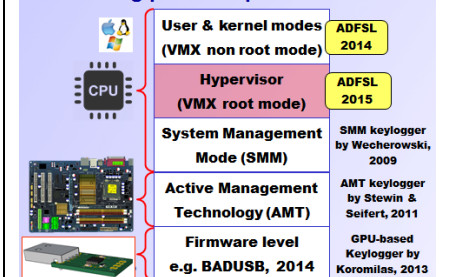 User & kernel modes
(VMX non root mode)
ADFSL
2014
CPU
Hypervisor
(VMX root mode)
ADFSL
2015
System Management
Mode (SMM)
SMM keylogger
by Wecherowski,
2009
Active Management
Technology (AMT)
AMT keylogger
by Stewin &
Seifert, 2011
Firmware level
e.g. BADUSB, 2014
GPU-based
Keylogger by
Koromilas, 2013